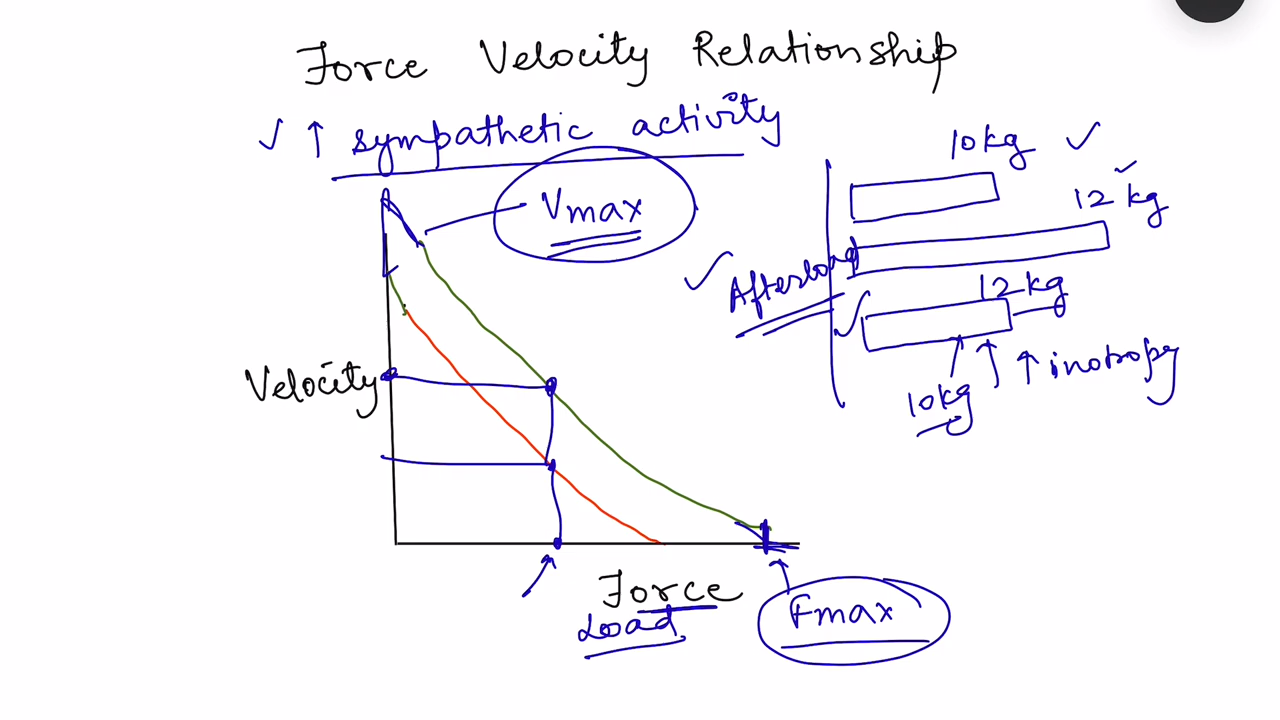 Force Velocity Relationship
✓ ↑ sympathetic activity
10kg ✓
12 kg
Vmax
✓ Afterload
12kg
↑ inotropy
10kg
Velocity
Force
Load
Fmax